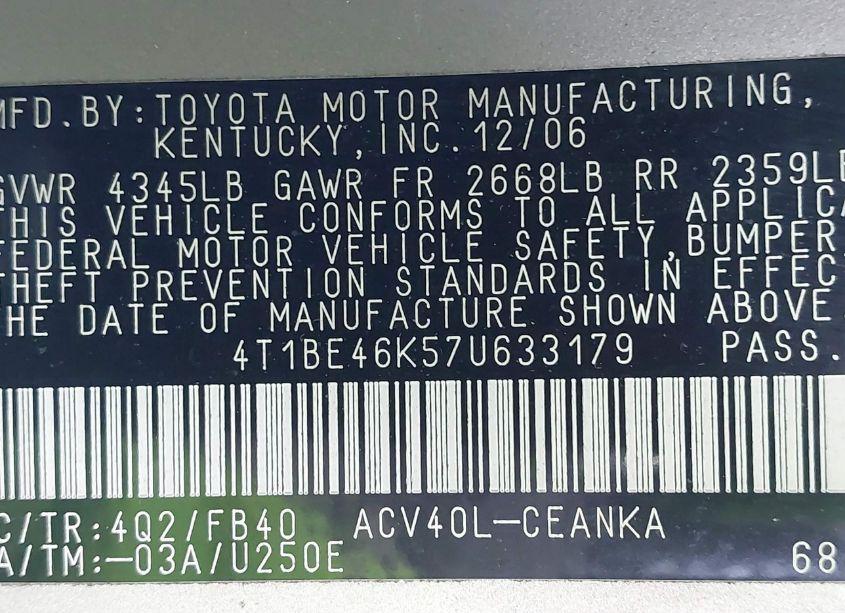 MFD. BY: TOYOTA MOTOR MANUFACTURING,
KENTUCKY, INC. 12/06
GVWR 4345LB GAWR FR 2668LB RR 2359LB
THIS VEHICLE CONFORMS TO ALL APPLICA
FEDERAL MOTOR VEHICLE SAFETY, BUMPER
THEFT PREVENTION STANDARDS IN EFFECT
THE DATE OF MANUFACTURE SHOWN ABOVE
4T1BE46K57U633179 PASS.
C/TR: 4Q2/FB40 ACV40L-CEANKA
A/TM: -03A/U250E 68